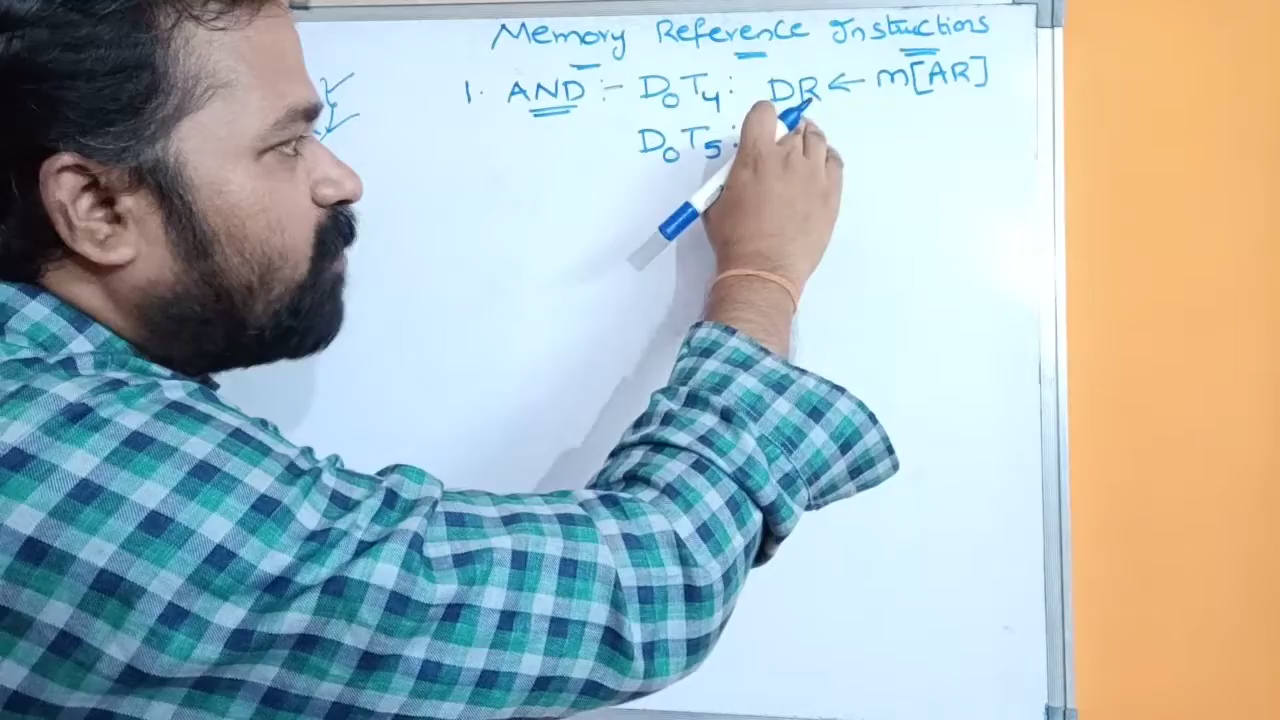 Memory Reference Instructions
1. AND :- D₀T₄: DR ← M[AR]
D₀T₅: